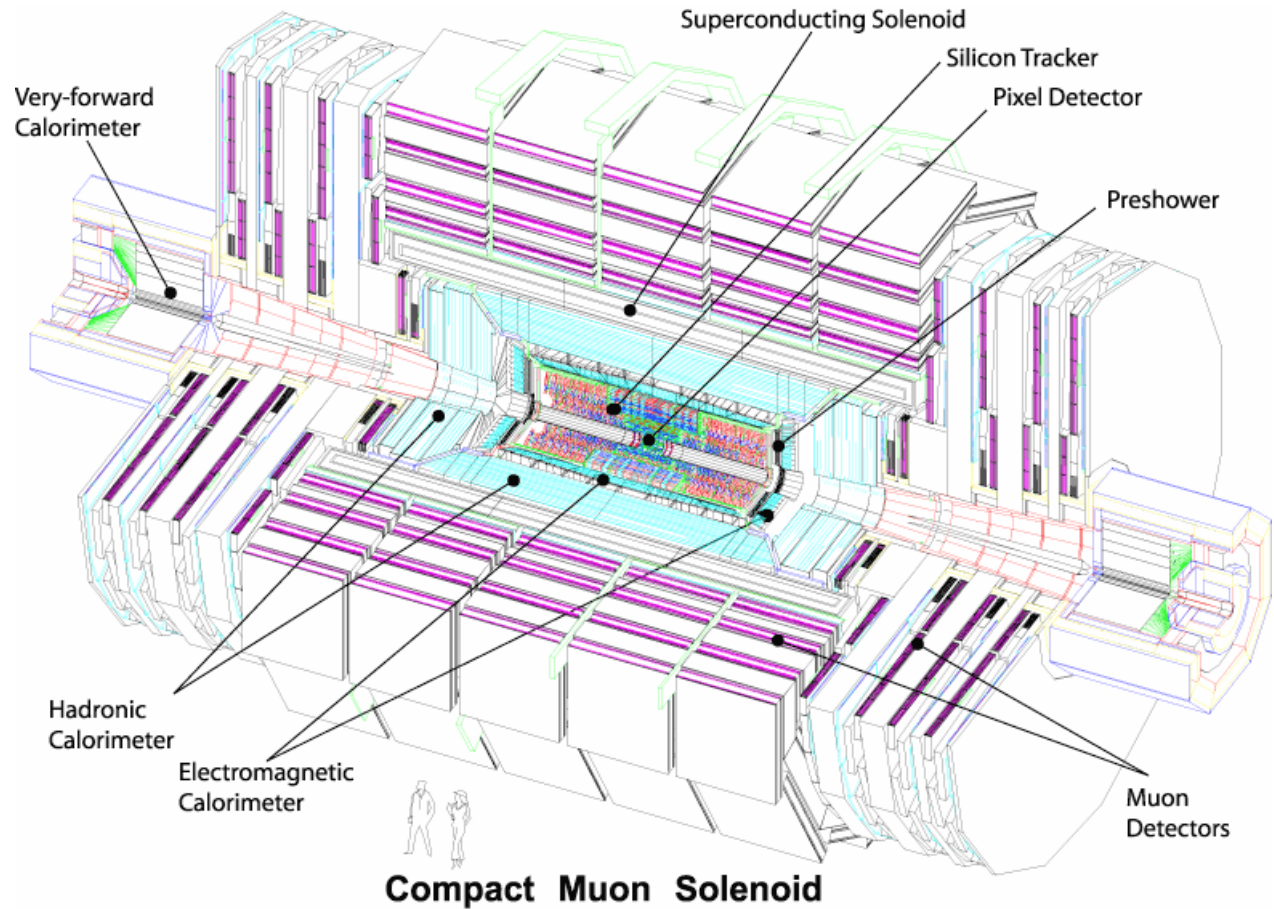 Superconducting Solenoid
Silicon Tracker
Pixel Detector
Very-forward
Calorimeter
Preshower
Hadronic
Calorimeter
Electromagnetic
Calorimeter
Muon
Detectors
Compact Muon Solenoid